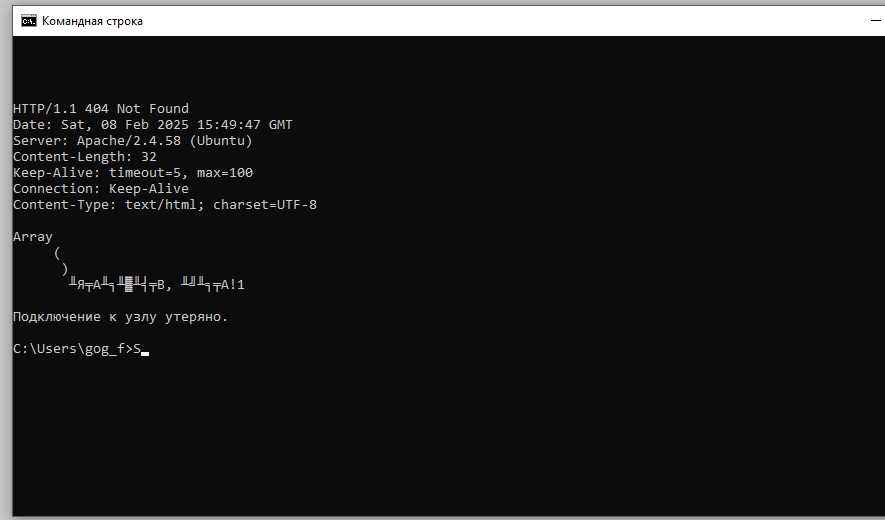 Командная строка
HTTP/1.1 404 Not Found
Date: Sat, 08 Feb 2025 15:49:47 GMT
Server: Apache/2.4.58 (Ubuntu)
Content-Length: 32
Keep-Alive: timeout=5, max=100
Connection: Keep-Alive
Content-Type: text/html; charset=UTF-8
Array
(
)
╨Я╤А╨╕╨▓╨╡╤В, ╨╝╨╕╤А!1
Подключение к узлу утеряно.
C:\Users\gog_f>S